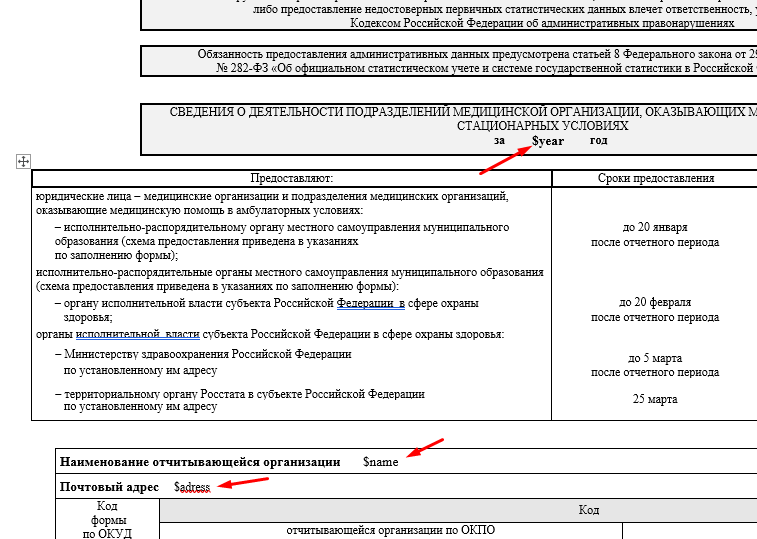 либо предоставление недостоверных первичных статистических данных влечет ответственность, у
Кодексом Российской Федерации об административных правонарушениях
Обязанность предоставления административных данных предусмотрена статьей 8 Федерального закона от 29
№ 282-ФЗ «Об официальном статистическом учете и системе государственной статистики в Российской
СВЕДЕНИЯ О ДЕЯТЕЛЬНОСТИ ПОДРАЗДЕЛЕНИЙ МЕДИЦИНСКОЙ ОРГАНИЗАЦИИ, ОКАЗЫВАЮЩИХ М
СТАЦИОНАРНЫХ УСЛОВИЯХ
за $year год
Предоставляют: Сроки предоставления
юридические лица – медицинские организации и подразделения медицинских организаций,
оказывающие медицинскую помощь в амбулаторных условиях:
– исполнительно-распорядительному органу местного самоуправления муниципального
образования (схема предоставления приведена в указаниях
по заполнению формы);
до 20 января
после отчетного периода
исполнительно-распорядительные органы местного самоуправления муниципального образования
(схема предоставления приведена в указаниях по заполнению формы):
– органу исполнительной власти субъекта Российской Федерации в сфере охраны
здоровья;
до 20 февраля
после отчетного периода
органы исполнительной власти субъекта Российской Федерации в сфере охраны здоровья:
– Министерству здравоохранения Российской Федерации
по установленному им адресу
до 5 марта
после отчетного периода
– территориальному органу Росстата в субъекте Российской Федерации
по установленному им адресу
25 марта
Наименование отчитывающейся организации $name
Почтовый адрес $adress
Код
формы
по ОКУД
Код
отчитывающейся организации по ОКПО